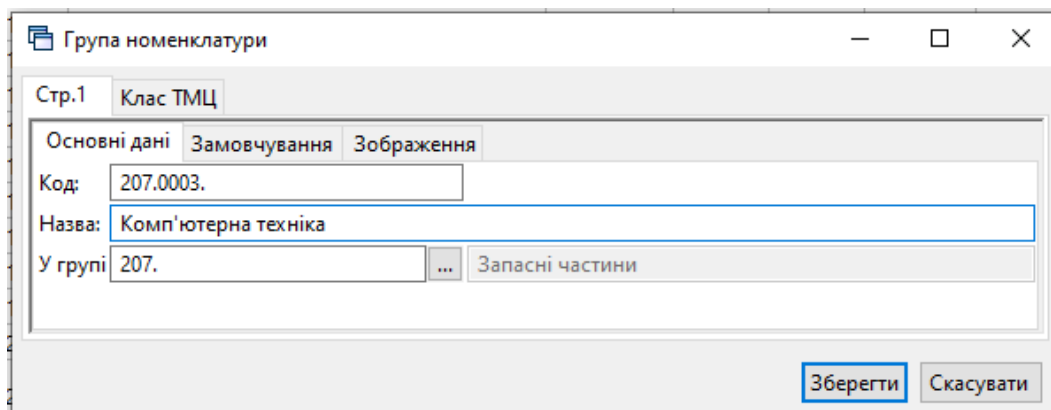 Група номенклатури
Стр.1 Клас ТМЦ
Основні дані Замовчування Зображення
Код: 207.0003.
Назва: Комп'ютерна техніка
У групі 207. ... Запасні частини
Зберегти Скасувати